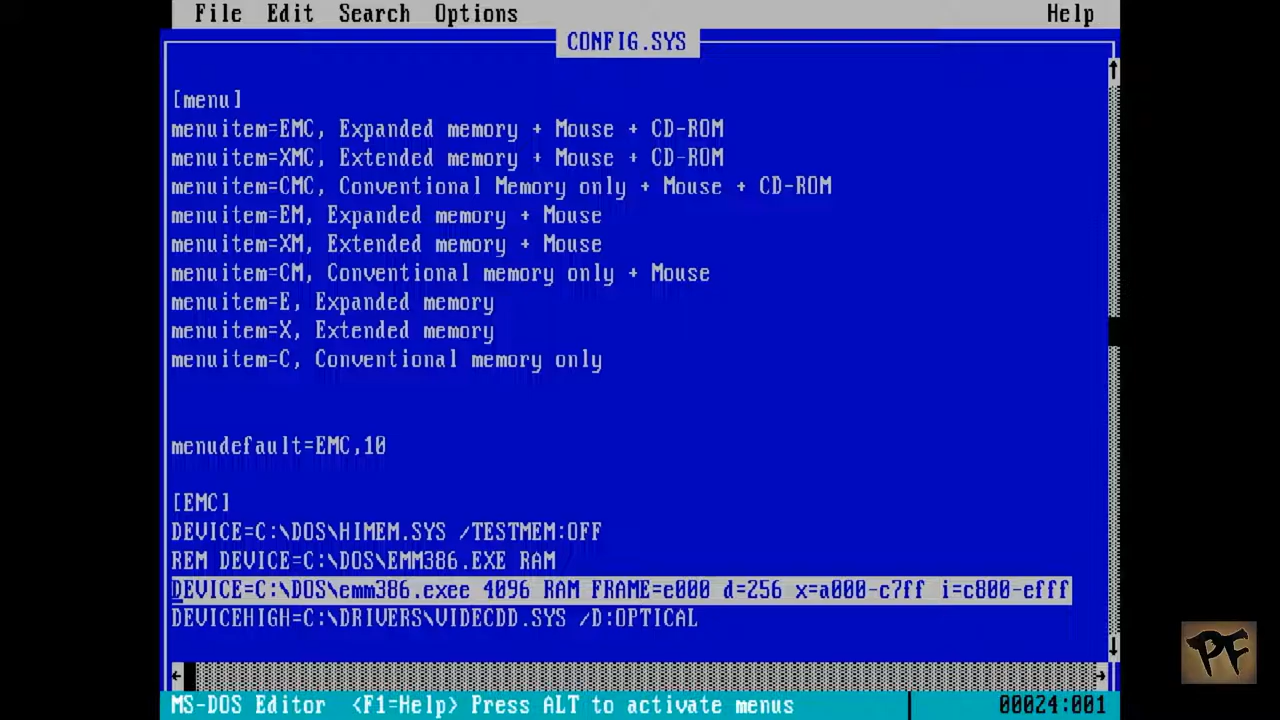 File Edit Search Options Help
CONFIG.SYS
[menu]
menuitem=EMC, Expanded memory + Mouse + CD-ROM
menuitem=XMC, Extended memory + Mouse + CD-ROM
menuitem=CMC, Conventional Memory only + Mouse + CD-ROM
menuitem=EM, Expanded memory + Mouse
menuitem=XM, Extended memory + Mouse
menuitem=CM, Conventional memory only + Mouse
menuitem=E, Expanded memory
menuitem=X, Extended memory
menuitem=C, Conventional memory only
menudefault=EMC,10
[EMC]
DEVICE=C:\DOS\HIMEM.SYS /TESTMEM:OFF
REM DEVICE=C:\DOS\EMM386.EXE RAM
DEVICE=C:\DOS\emm386.exee 4096 RAM FRAME=e000 d=256 x=a000-c7ff i=c800-efff
DEVICEHIGH=C:\DRIVERS\VIDECDD.SYS /D:OPTICAL
MS-DOS Editor <F1=Help> Press ALT to activate menus 00024:001
PF